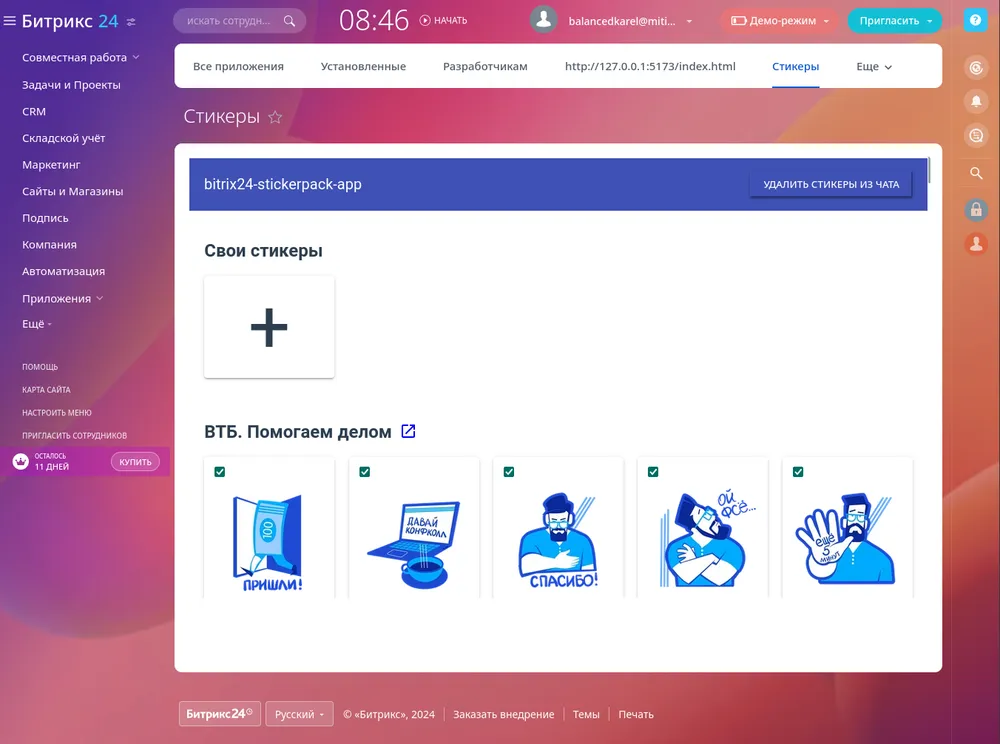 Битрикс 24
искать сотрудн...
08:46
НАЧАТЬ
balancedkarel@miti...
Демо-режим
Пригласить
Совместная работа
Задачи и Проекты
CRM
Складской учёт
Маркетинг
Сайты и Магазины
Подпись
Компания
Автоматизация
Приложения
Ещё
ПОМОЩЬ
КАРТА САЙТА
НАСТРОИТЬ МЕНЮ
ПРИГЛАСИТЬ СОТРУДНИКОВ
ОСТАЛОСЬ
11 ДНЕЙ
КУПИТЬ
Все приложения
Установленные
Разработчикам
http://127.0.0.1:5173/index.html
Стикеры
Еще
Стикеры
bitrix24-stickerpack-app
УДАЛИТЬ СТИКЕРЫ ИЗ ЧАТА
Свои стикеры
ВТБ. Помогаем делом
100
ПРИШЛИ!
ДАВАЙ
КОНФКОЛЛ
СПАСИБО!
ОЙ
ФСЁ...
ЕЩЁ
5
МИНУТ
Битрикс24
Русский
© «Битрикс», 2024
Заказать внедрение
Темы
Печать